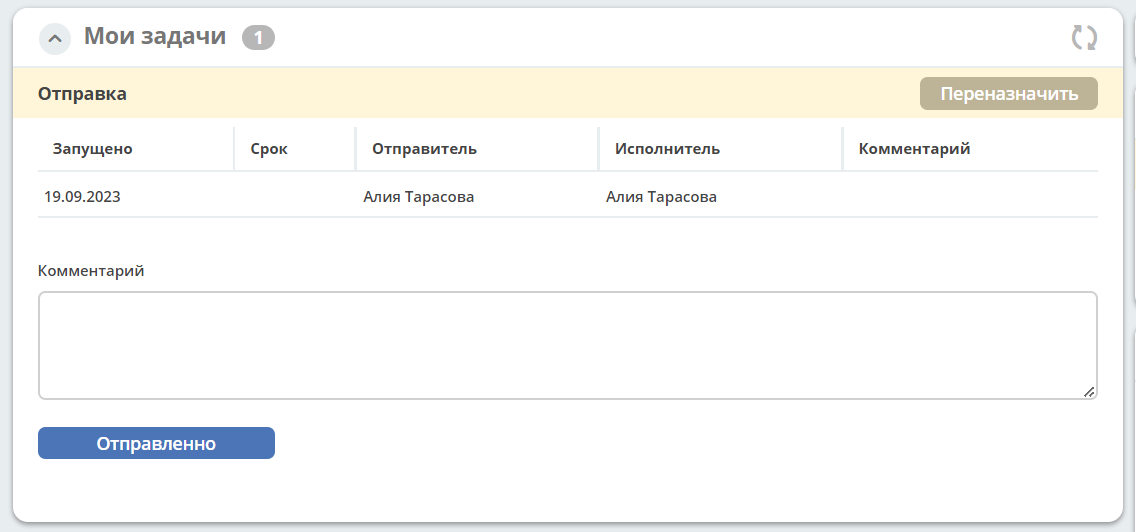 Мои задачи 1
Отправка Переназначить
Запущено Срок Отправитель Исполнитель Комментарий
19.09.2023 Алия Тарасова Алия Тарасова
Комментарий
Отправленно